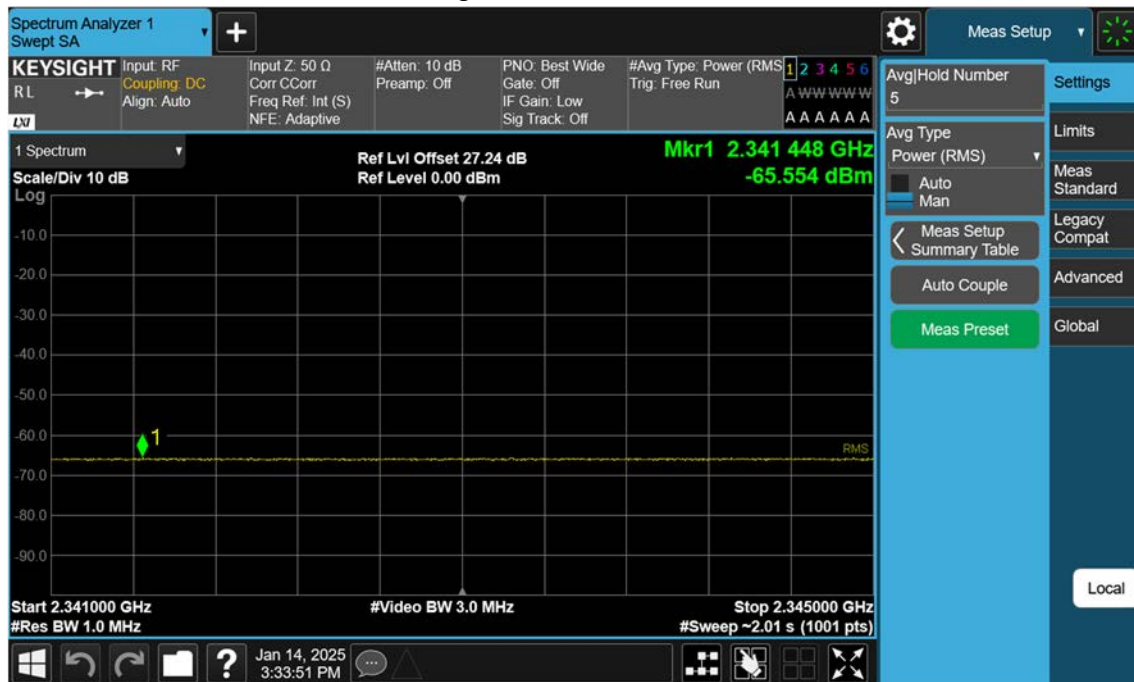 Spectrum Analyzer 1
Swept SA
+
Meas Setup
KEYSIGHT
R L
LXI
Input: RF
Coupling: DC
Align: Auto
Input Z: 50 Ω
Corr CCorr
Freq Ref: Int (S)
NFE: Adaptive
#Atten: 10 dB
Preamp: Off
PNO: Best Wide
Gate: Off
IF Gain: Low
Sig Track: Off
#Avg Type: Power (RMS
Trig: Free Run
1 2 3 4 5 6
A W W W W W
A A A A A A
1 Spectrum
Scale/Div 10 dB
Ref Lvl Offset 27.24 dB
Ref Level 0.00 dBm
Mkr1 2.341 448 GHz
-65.554 dBm
Log
-10.0
-20.0
-30.0
-40.0
-50.0
-60.0
-70.0
-80.0
-90.0
1
RMS
Start 2.341000 GHz
#Res BW 1.0 MHz
#Video BW 3.0 MHz
Stop 2.345000 GHz
#Sweep ~2.01 s (1001 pts)
Avg|Hold Number
5
Avg Type
Power (RMS)
Auto
Man
Meas Setup
Summary Table
Auto Couple
Meas Preset
Settings
Limits
Meas
Standard
Legacy
Compat
Advanced
Global
Local
?
Jan 14, 2025
3:33:51 PM